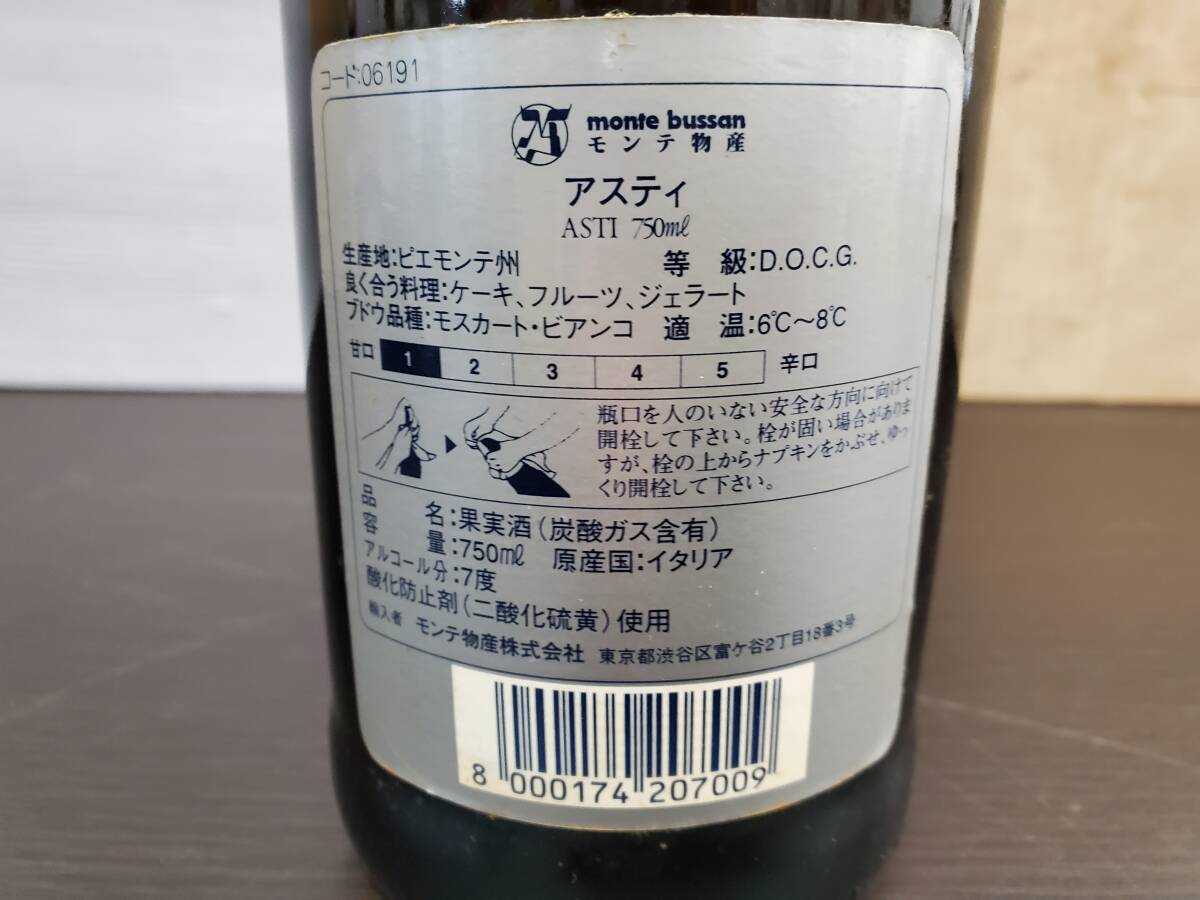 コード:06191
monte bussan
モンテ物産
アスティ
ASTI 750ml
生産地:ピエモンテ州 等 級:D.O.C.G.
良く合う料理:ケーキ、フルーツ、ジェラート
ブドウ品種:モスカート・ビアンコ 適 温:6℃〜8℃
甘口 1 2 3 4 5 辛口
瓶口を人のいない安全な方向に向けて
開栓して下さい。栓が固い場合がありま
すが、栓の上からナプキンをかぶせ、ゆっ
くり開栓して下さい。
品 名:果実酒(炭酸ガス含有)
容 量:750ml 原産国:イタリア
アルコール分:7度
酸化防止剤(二酸化硫黄)使用
輸入者 モンテ物産株式会社 東京都渋谷区富ケ谷2丁目18番3号
8 000174 207009